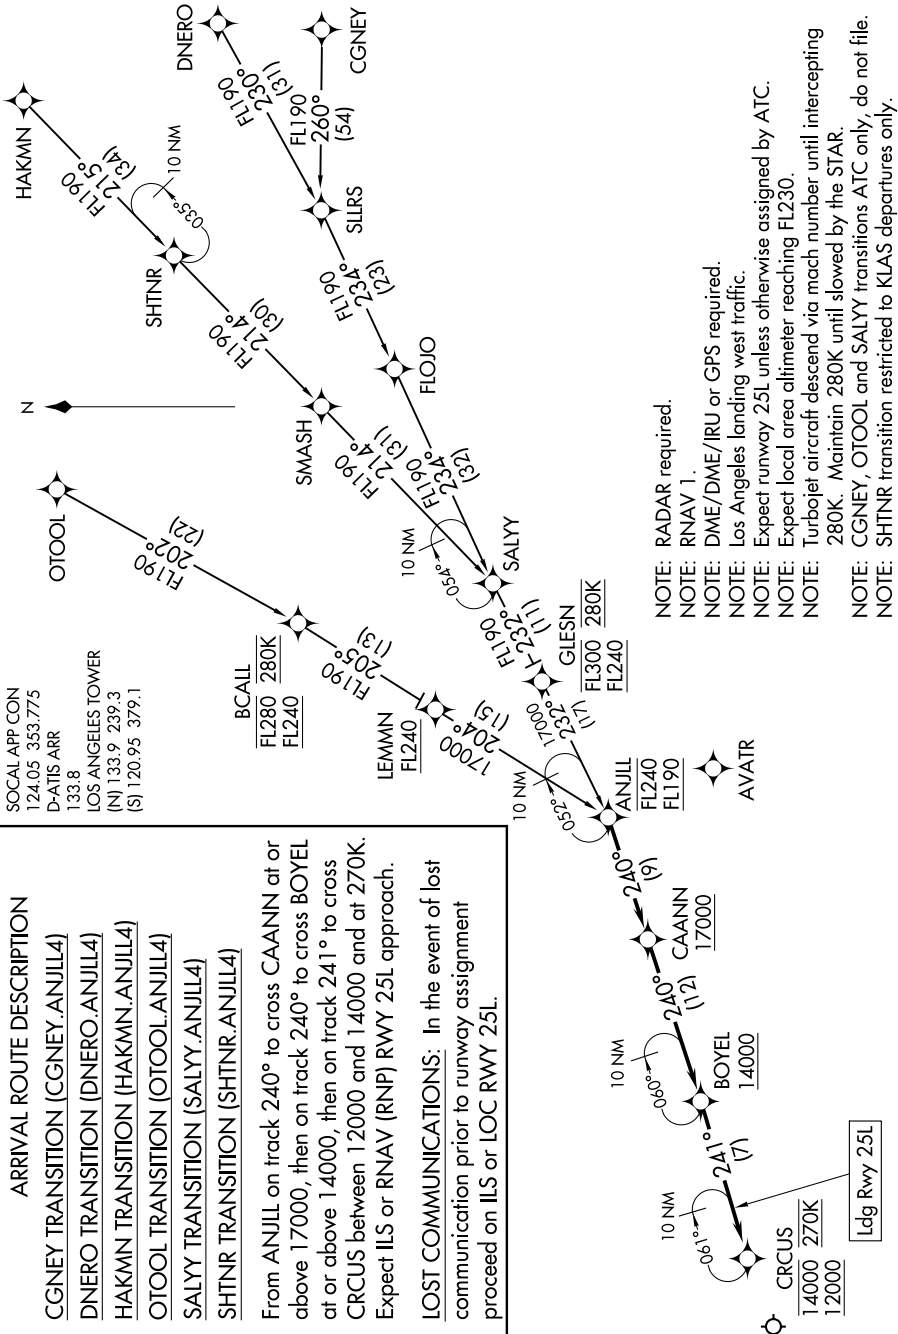 ARRIVAL ROUTE DESCRIPTION
CGNEY TRANSITION (CGNEY.ANJLL4)
DNERO TRANSITION (DNERO.ANJLL4)
HAKMN TRANSITION (HAKMN.ANJLL4)
OTOOL TRANSITION (OTOOL.ANJLL4)
SALYY TRANSITION (SALYY.ANJLL4)
SHTNR TRANSITION (SHTNR.ANJLL4)
From ANJLL on track 240° to cross CAANN at or
above 17000, then on track 240° to cross BOYEL
at or above 14000, then on track 241° to cross
CRCUS between 12000 and 14000 and at 270K.
Expect ILS or RNAV (RNP) RWY 25L approach.
LOST COMMUNICATIONS: In the event of lost
communication prior to runway assignment
proceed on ILS or LOC RWY 25L.
SOCAL APP CON
124.05 353.775
D-ATIS ARR
133.8
LOS ANGELES TOWER
(N) 133.9 239.3
(S) 120.95 379.1
N
OTOOL
FL190
202°
(22)
BCALL
FL280 280K
FL240
FL190
205°
(13)
LEMMN
FL240
17000
204°
(15)
HAKMN
FL190
215°
(34)
10 NM
035°
SHTNR
FL190
214°
(30)
SMASH
FL190
214°
(31)
DNERO
FL190
230°
(31)
CGNEY
FL190
260°
(54)
SLLRS
FL190
234°
(23)
FLOJO
FL190
234°
(32)
10 NM
054°
SALYY
FL190
232°
(11)
GLESN
FL300 280K
FL240
17000
232°
(17)
10 NM
052°
ANJLL
FL240
FL190
AVATR
240°
(9)
CAANN
17000
240°
(12)
10 NM
060°
BOYEL
14000
241°
(7)
10 NM
061°
CRCUS
14000 270K
12000
Ldg Rwy 25L
NOTE: RADAR required.
NOTE: RNAV 1.
NOTE: DME/DME/IRU or GPS required.
NOTE: Los Angeles landing west traffic.
NOTE: Expect runway 25L unless otherwise assigned by ATC.
NOTE: Expect local area altimeter reaching FL230.
NOTE: Turbojet aircraft descend via mach number until intercepting
280K. Maintain 280K until slowed by the STAR.
NOTE: CGNEY, OTOOL and SALYY transitions ATC only, do not file.
NOTE: SHTNR transition restricted to KLAS departures only.